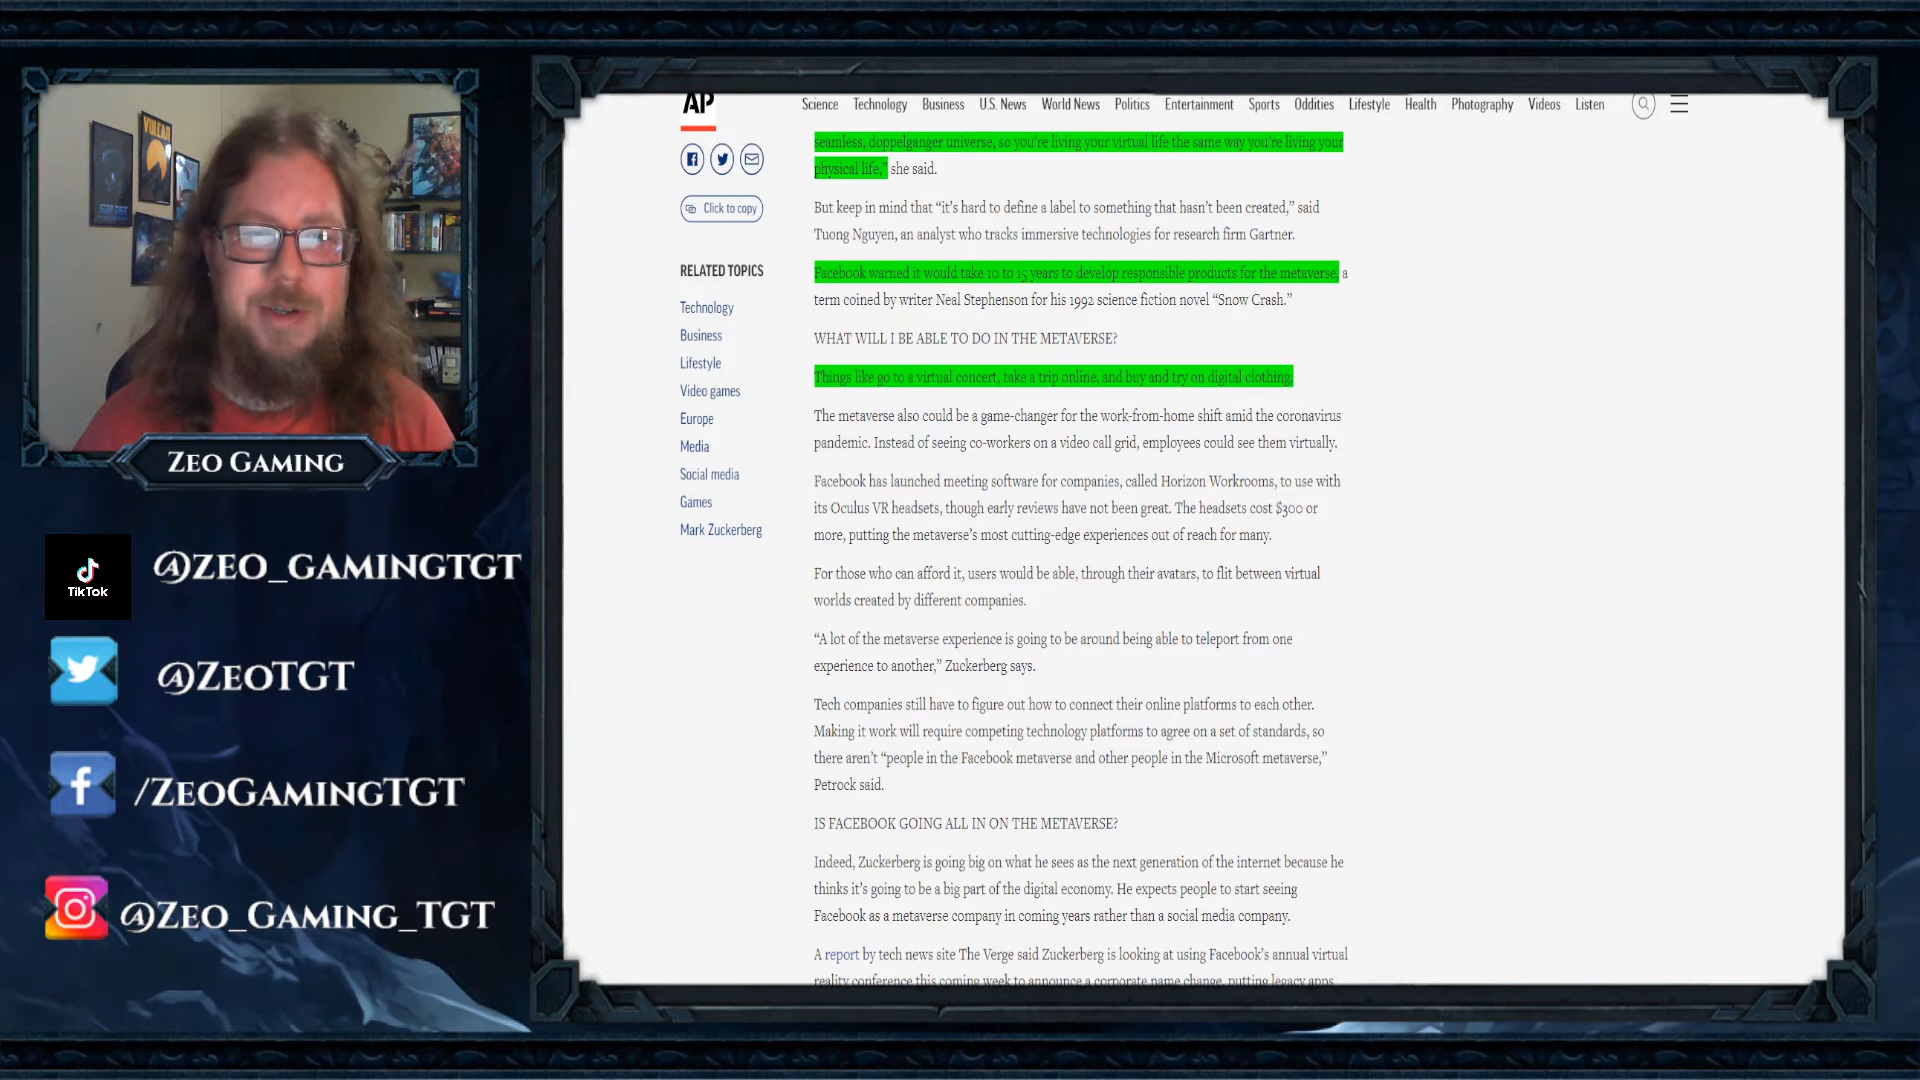 VULCAN
ZEO GAMING
TikTok
@ZEO_GAMINGTGT
@ZEOTGT
/ZEOGAMINGTGT
@ZEO_GAMING_TGT
AP
Science Technology Business U.S. News World News Politics Entertainment Sports Oddities Lifestyle Health Photography Videos Listen
Click to copy
RELATED TOPICS
Technology
Business
Lifestyle
Video games
Europe
Media
Social media
Games
Mark Zuckerberg
seamless, doppelganger universe, so you're living your virtual life the same way you're living your
physical life,” she said.
But keep in mind that “it’s hard to define a label to something that hasn’t been created,” said
Tuong Nguyen, an analyst who tracks immersive technologies for research firm Gartner.
Facebook warned it would take 10 to 15 years to develop responsible products for the metaverse, a
term coined by writer Neal Stephenson for his 1992 science fiction novel “Snow Crash.”
WHAT WILL I BE ABLE TO DO IN THE METAVERSE?
Things like go to a virtual concert, take a trip online, and buy and try on digital clothing.
The metaverse also could be a game-changer for the work-from-home shift amid the coronavirus
pandemic. Instead of seeing co-workers on a video call grid, employees could see them virtually.
Facebook has launched meeting software for companies, called Horizon Workrooms, to use with
its Oculus VR headsets, though early reviews have not been great. The headsets cost $300 or
more, putting the metaverse’s most cutting-edge experiences out of reach for many.
For those who can afford it, users would be able, through their avatars, to flit between virtual
worlds created by different companies.
“A lot of the metaverse experience is going to be around being able to teleport from one
experience to another,” Zuckerberg says.
Tech companies still have to figure out how to connect their online platforms to each other.
Making it work will require competing technology platforms to agree on a set of standards, so
there aren’t “people in the Facebook metaverse and other people in the Microsoft metaverse,”
Petrock said.
IS FACEBOOK GOING ALL IN ON THE METAVERSE?
Indeed, Zuckerberg is going big on what he sees as the next generation of the internet because he
thinks it’s going to be a big part of the digital economy. He expects people to start seeing
Facebook as a metaverse company in coming years rather than a social media company.
A report by tech news site The Verge said Zuckerberg is looking at using Facebook’s annual virtual
reality conference this coming week to announce a corporate name change, putting legacy apps